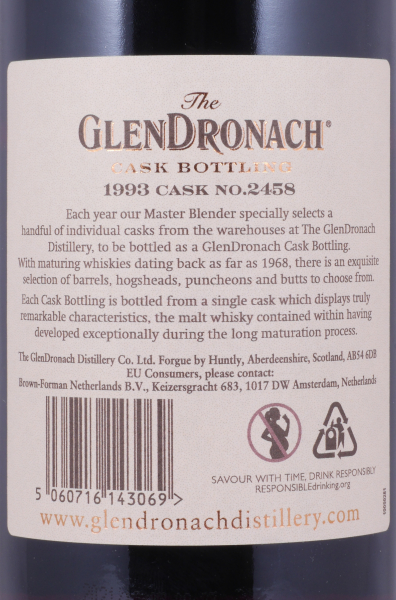 The
GLENDRONACH®
CASK BOTTLING
1993 CASK NO.2458
Each year our Master Blender specially selects a
handful of individual casks from the warehouses at The GlenDronach
Distillery, to be bottled as a GlenDronach Cask Bottling.
With maturing whiskies dating back as far as 1968, there is an exquisite
selection of barrels, hogsheads, puncheons and butts to choose from.
Each Cask Bottling is bottled from a single cask which displays truly
remarkable characteristics, the malt whisky contained within having
developed exceptionally during the long maturation process.
The GlenDronach Distillery Co. Ltd. Forgue by Huntly, Aberdeenshire, Scotland, AB54 6DB
EU Consumers, please contact:
Brown-Forman Netherlands B.V., Keizersgracht 683, 1017 DW Amsterdam, Netherlands
5 060716 143069 >
SAVOUR WITH TIME, DRINK RESPONSIBLY
RESPONSIBLEdrinking.org
www.glendronachdistillery.com